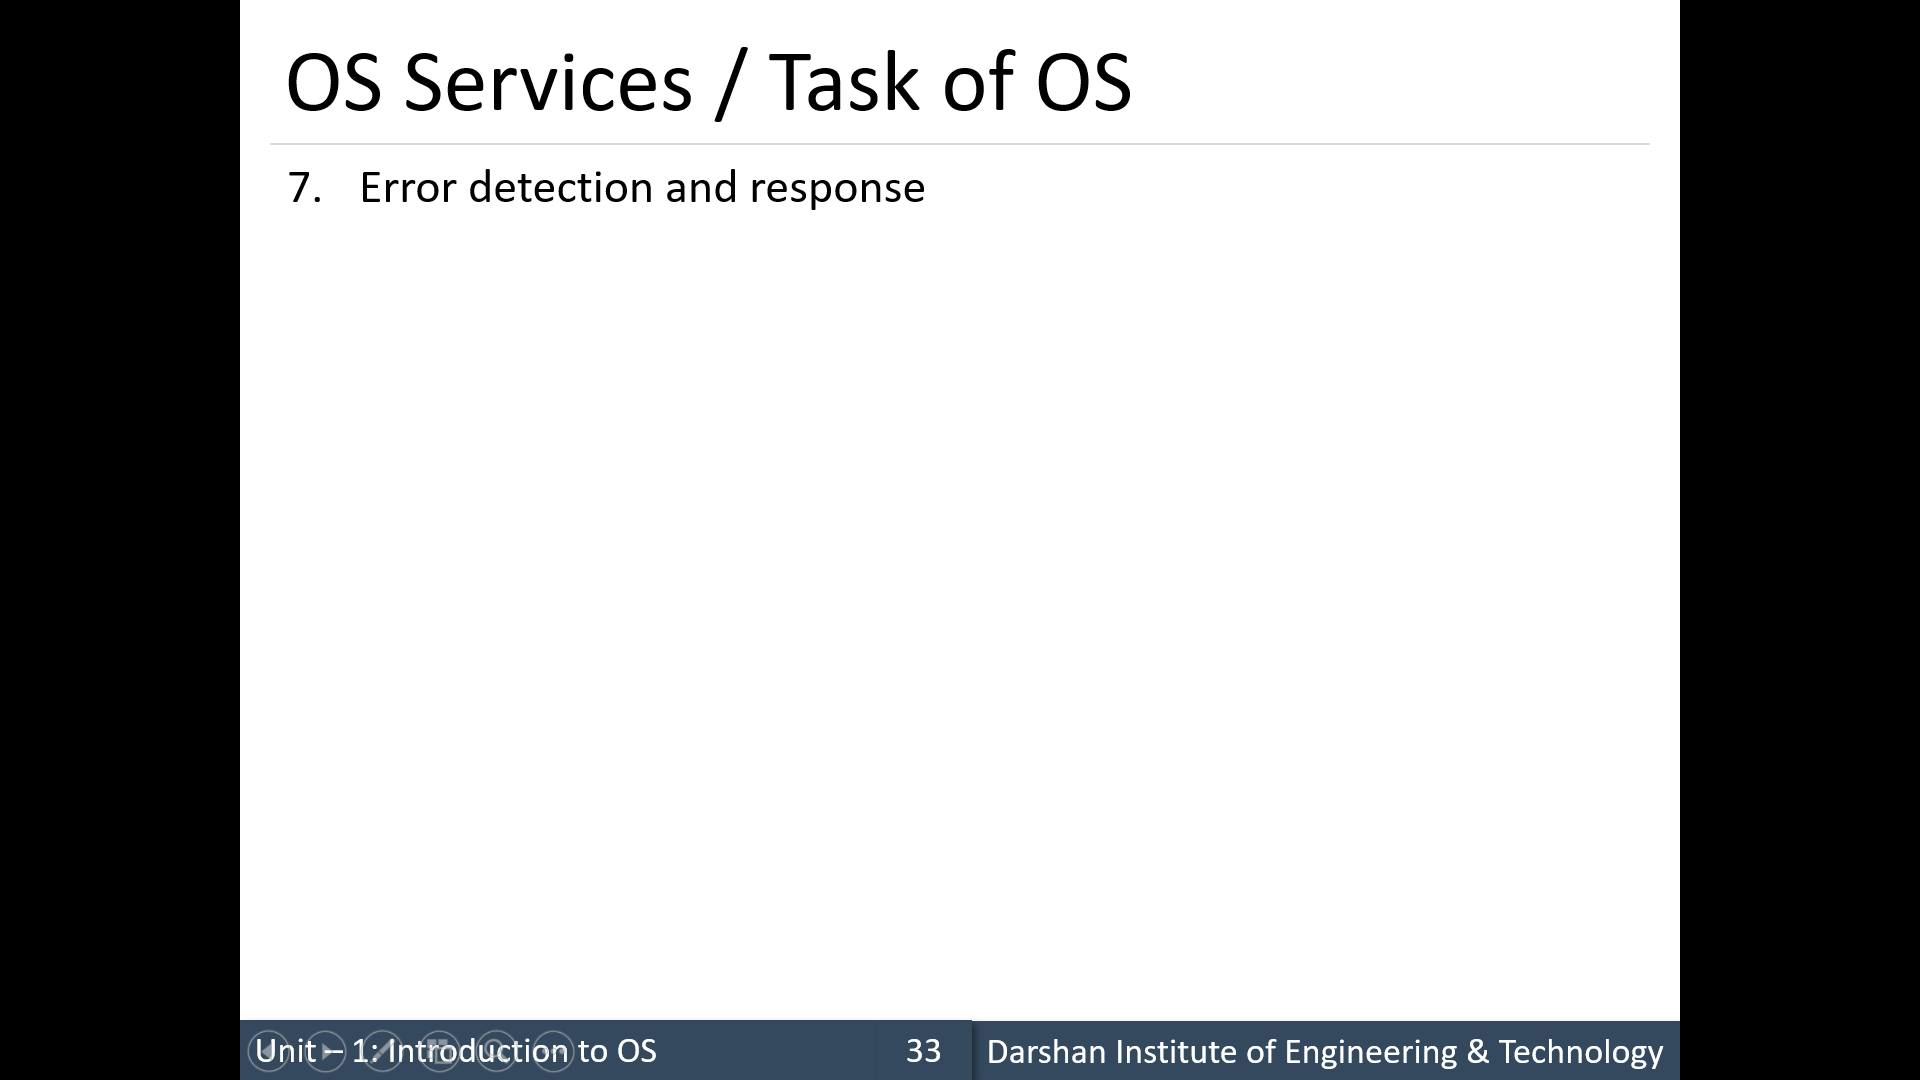 OS Services / Task of OS
7. Error detection and response
Unit – 1: Introduction to OS
33
Darshan Institute of Engineering & Technology